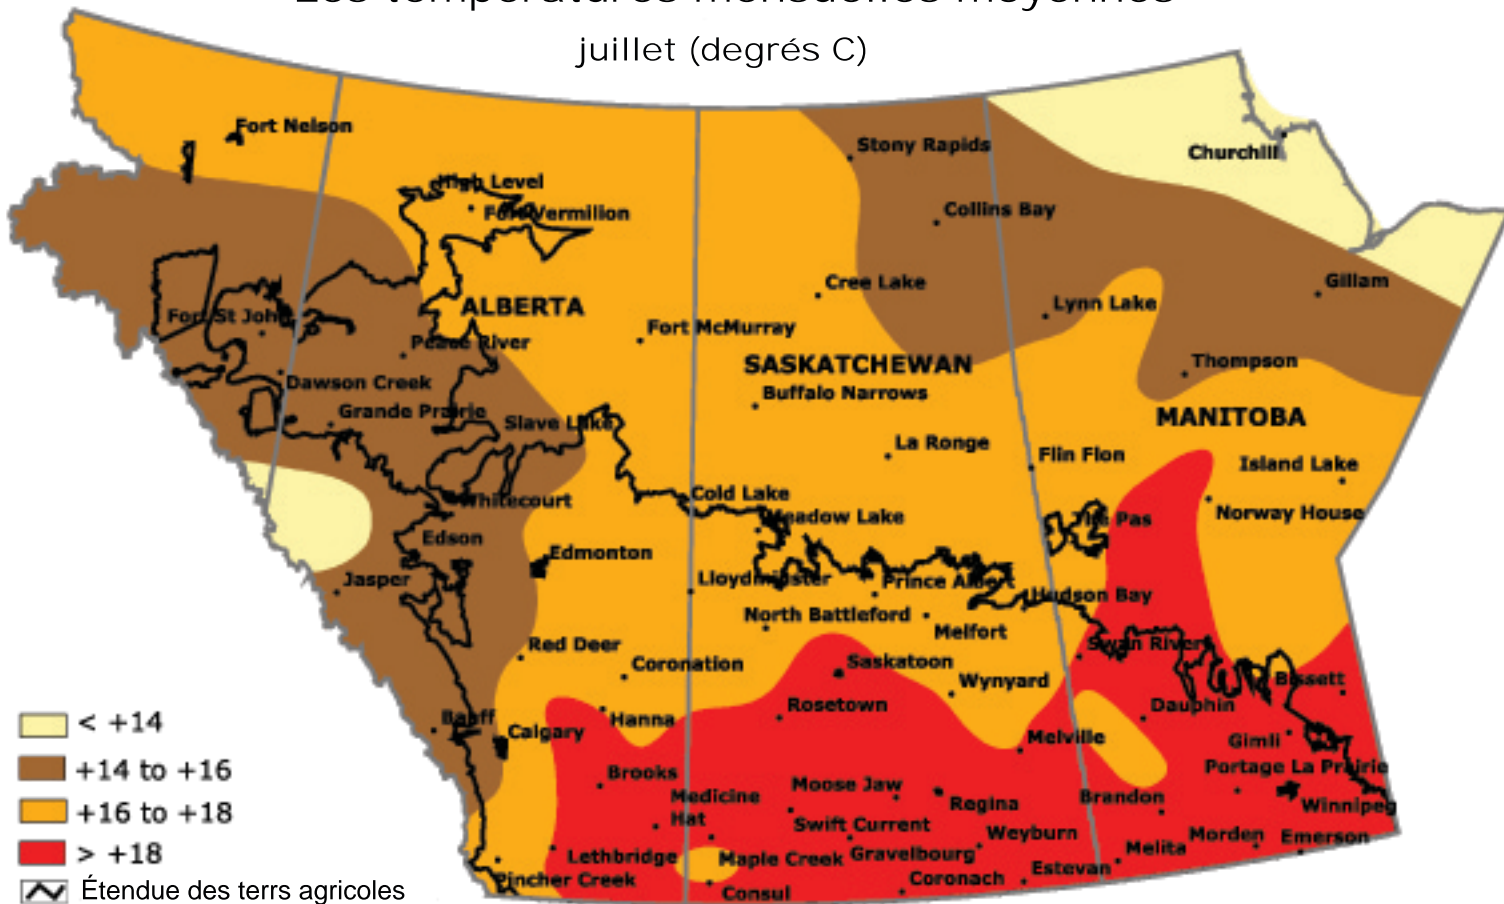 Les températures mensuelles moyennes
juillet (degrés C)
Fort Nelson
Stony Rapids
Churchill
High Level
Fort Vermilion
Collins Bay
Gillam
Cree Lake
Lynn Lake
ALBERTA
Fort St John
Fort McMurray
Peace River
SASKATCHEWAN
Thompson
Dawson Creek
Buffalo Narrows
Grande Prairie
MANITOBA
Slave Lake
La Ronge
Flin Flon
Island Lake
Cold Lake
Whitecourt
Meadow Lake
The Pas
Norway House
Edson
Edmonton
Jasper
Lloydminster
Prince Albert
Hudson Bay
North Battleford
Melfort
Red Deer
Swan River
Coronation
Saskatoon
Wynyard
Bissett
Rosetown
Dauphin
Banff
Hanna
Calgary
Melville
Gimli
Brooks
Portage La Prairie
Moose Jaw
Medicine
Hat
Regina
Brandon
Winnipeg
Swift Current
Weyburn
Morden
Emerson
Lethbridge
Maple Creek
Gravelbourg
Melita
Pincher Creek
Consul
Coronach
Estevan
< +14
+14 to +16
+16 to +18
> +18
Étendue des terrs agricoles